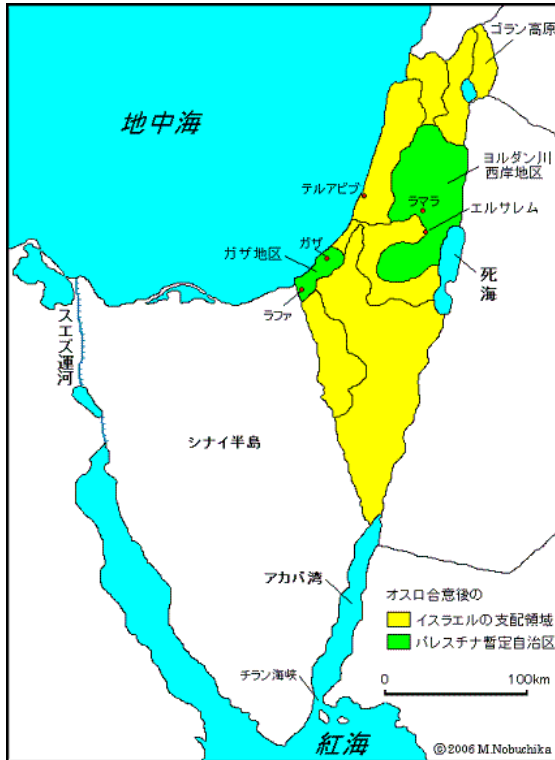 ゴラン高原
地中海
ヨルダン川
西岸地区
テルアビブ
ラマラ
エルサレム
ガザ
ガザ地区
死海
ラファ
スエズ運河
シナイ半島
アカバ湾
オスロ合意後の
イスラエルの支配領域
パレスチナ暫定自治区
0 100km
チラン海峡
紅海
©2006 M.Nobuchika